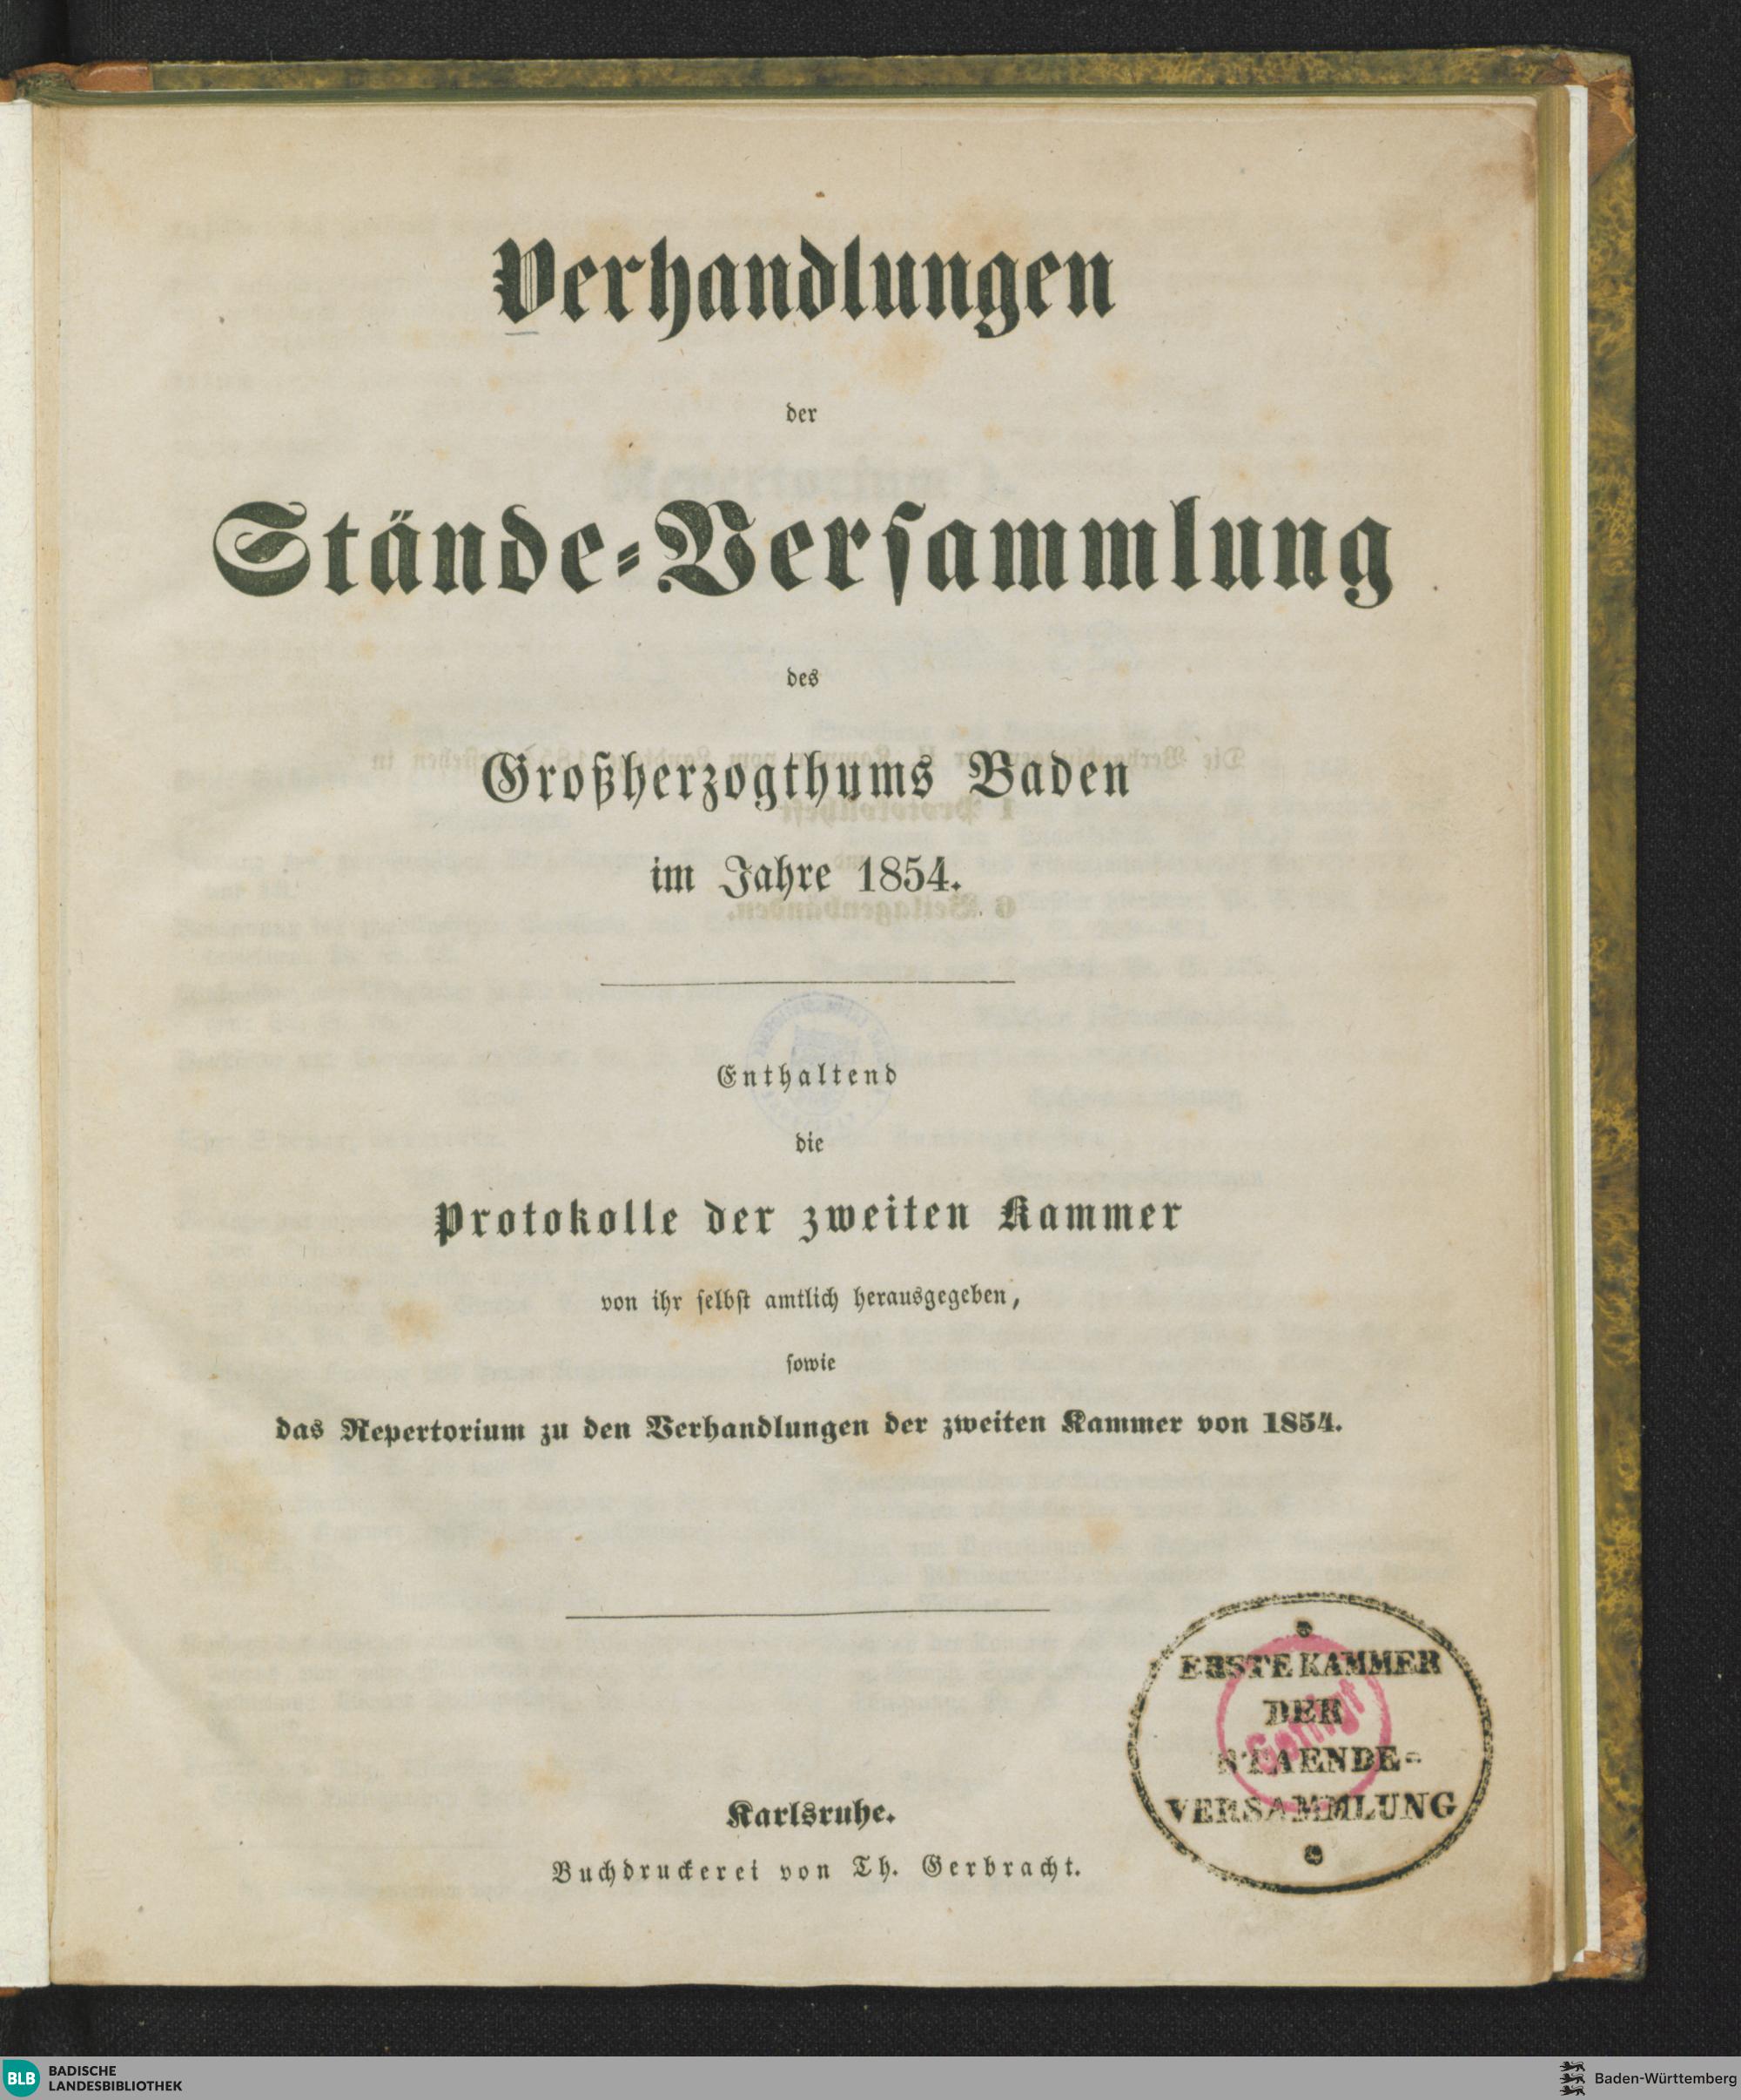 Verhandlungen
der
Stände-Versammlung
des
Großherzogthums Baden
im Jahre 1854.
Enthaltend
die
Protokolle der zweiten Kammer
von ihr selbst amtlich herausgegeben,
sowie
das Repertorium zu den Verhandlungen der zweiten Kammer von 1854.
Karlsruhe.
Buchdruckerei von Th. Gerbracht.
ERSTE KAMMER
DER
STAENDE-
VERSAMMLUNG
Getilgt
BLB BADISCHE
LANDESBIBLIOTHEK
Baden-Württemberg